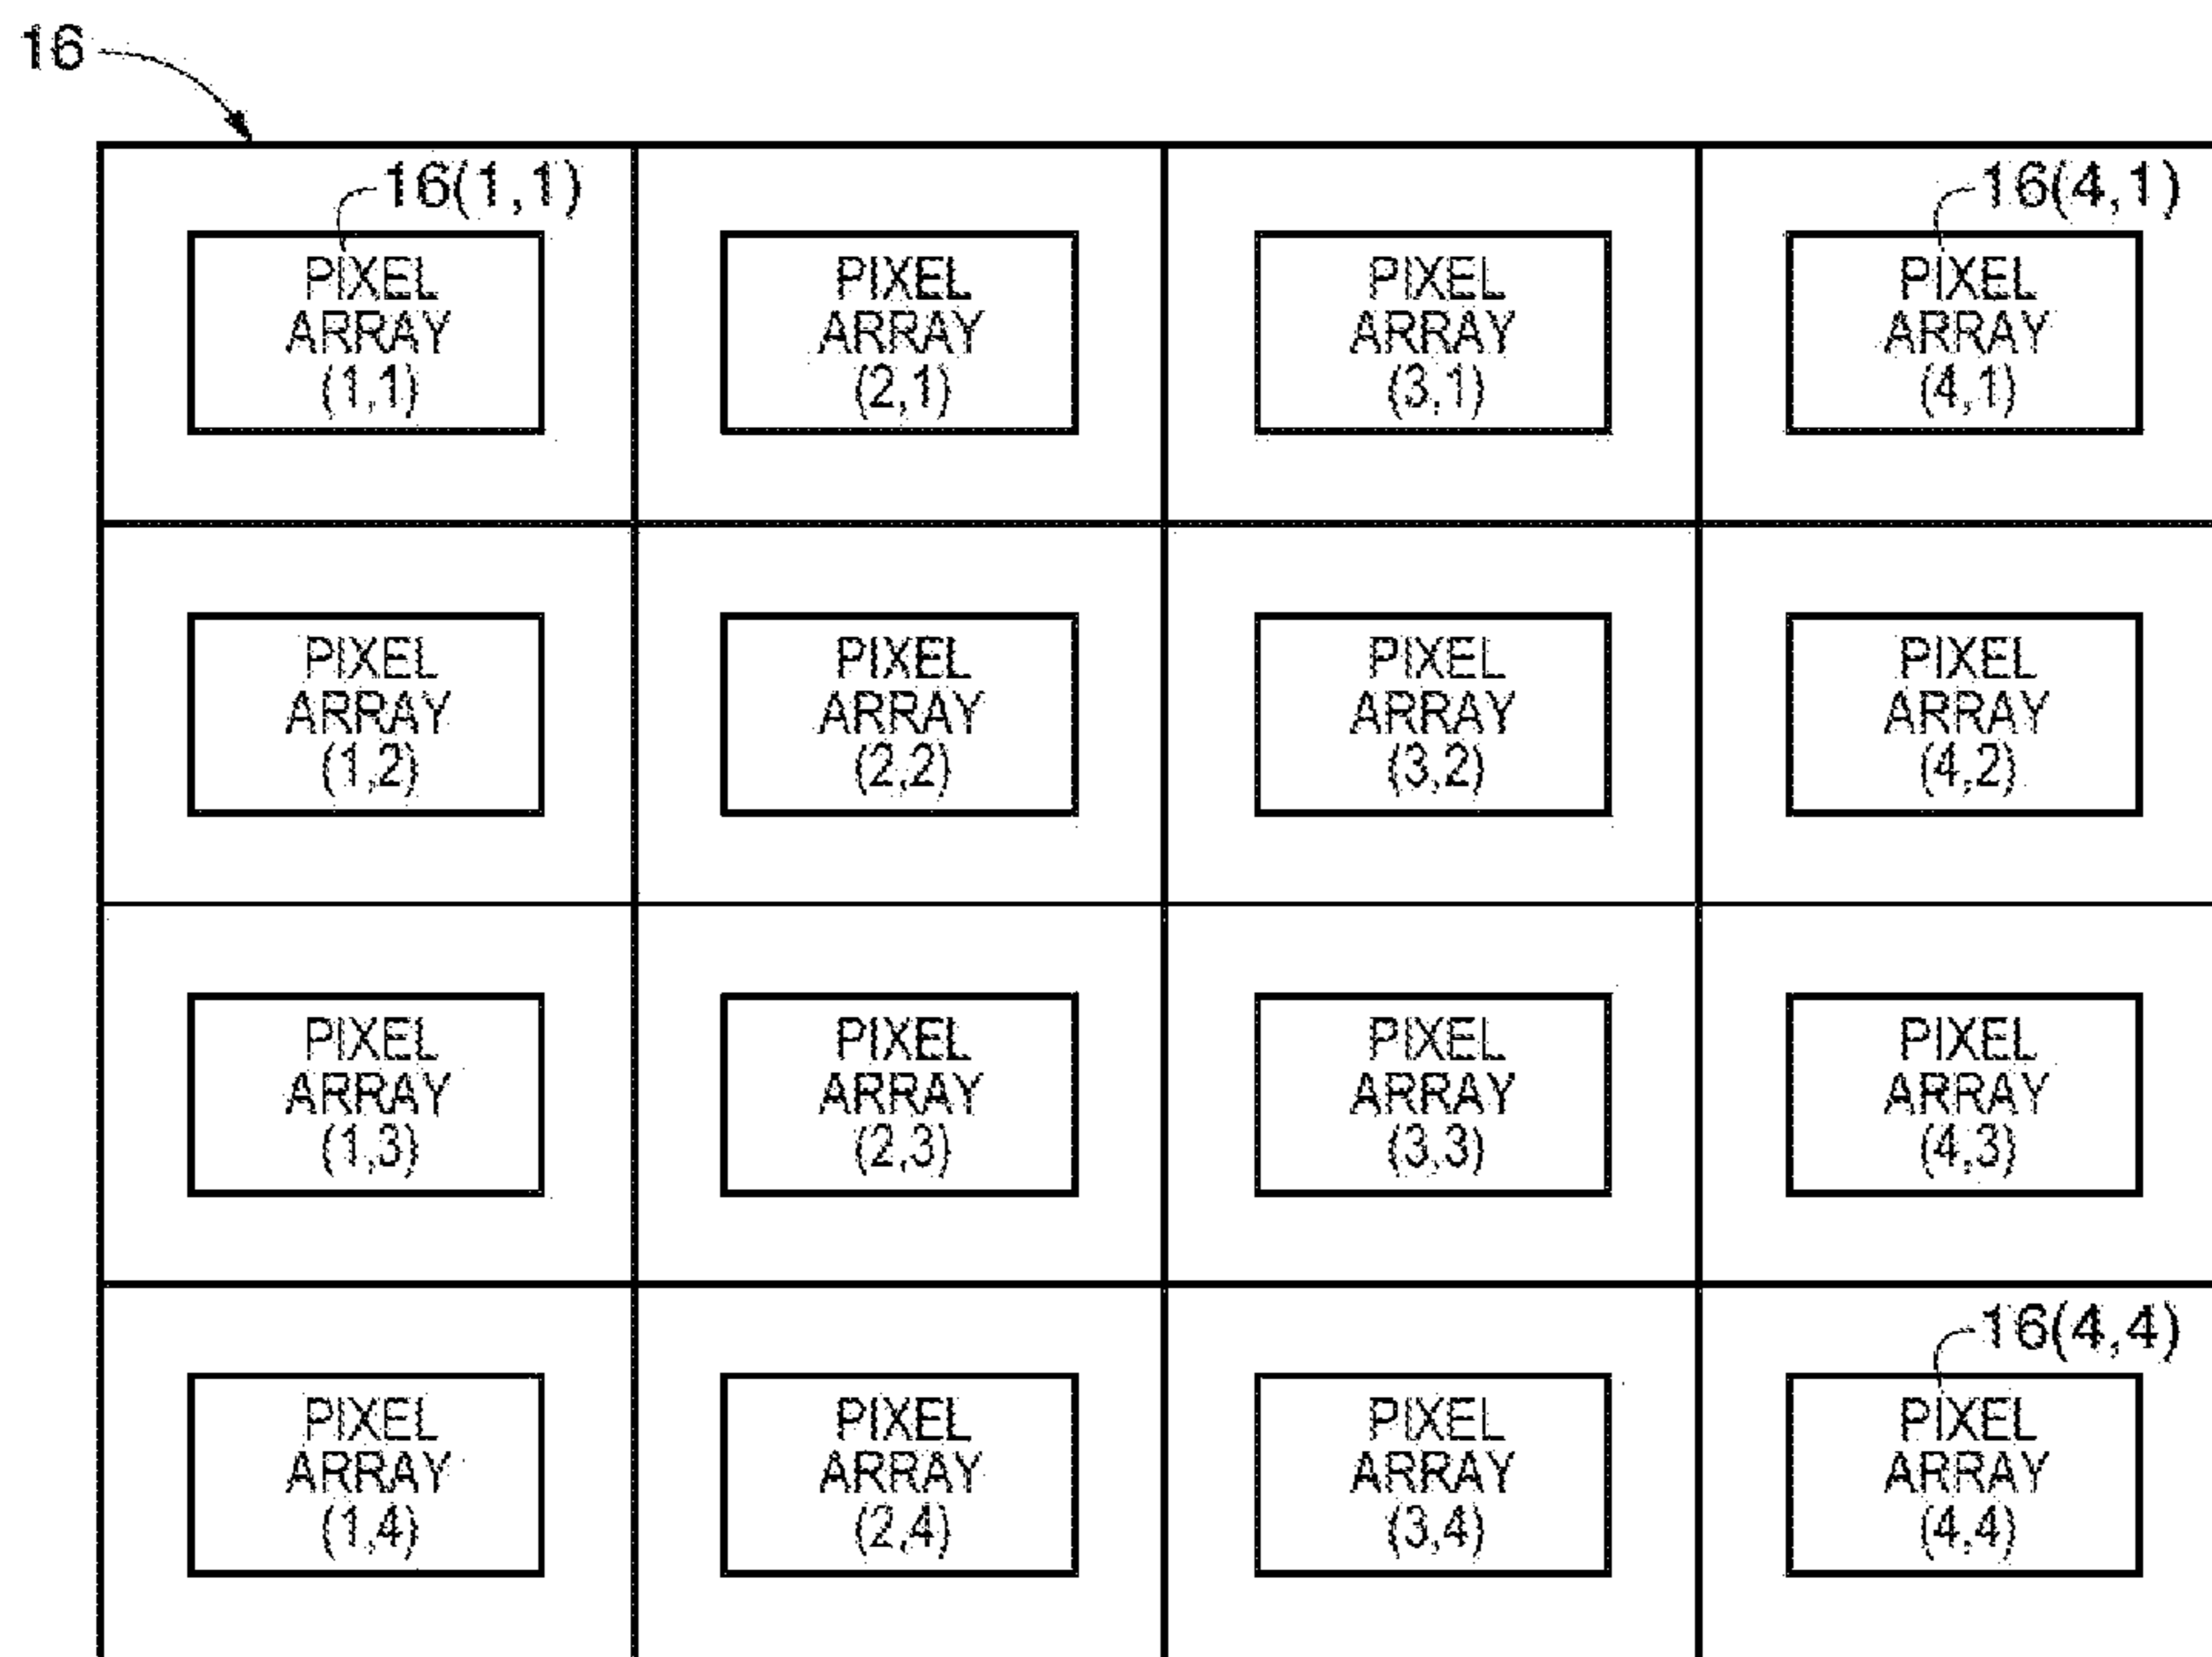 16
16(1,1)
16(4,1)
PIXEL
ARRAY
(1,1)
PIXEL
ARRAY
(2,1)
PIXEL
ARRAY
(3,1)
PIXEL
ARRAY
(4,1)
PIXEL
ARRAY
(1,2)
PIXEL
ARRAY
(2,2)
PIXEL
ARRAY
(3,2)
PIXEL
ARRAY
(4,2)
PIXEL
ARRAY
(1,3)
PIXEL
ARRAY
(2,3)
PIXEL
ARRAY
(3,3)
PIXEL
ARRAY
(4,3)
16(4,4)
PIXEL
ARRAY
(1,4)
PIXEL
ARRAY
(2,4)
PIXEL
ARRAY
(3,4)
PIXEL
ARRAY
(4,4)